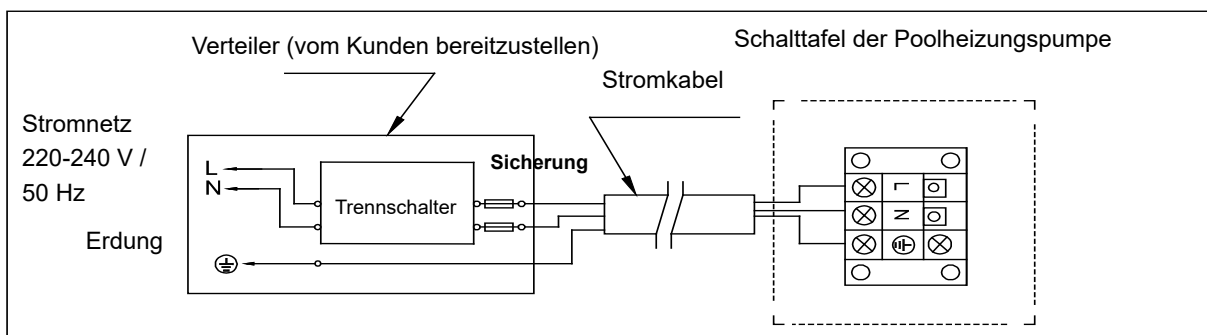 Verteiler (vom Kunden bereitzustellen)
Schalttafel der Poolheizungspumpe
Stromkabel
Stromnetz
220-240 V /
50 Hz
L
N
Sicherung
Trennschalter
Erdung
L
N